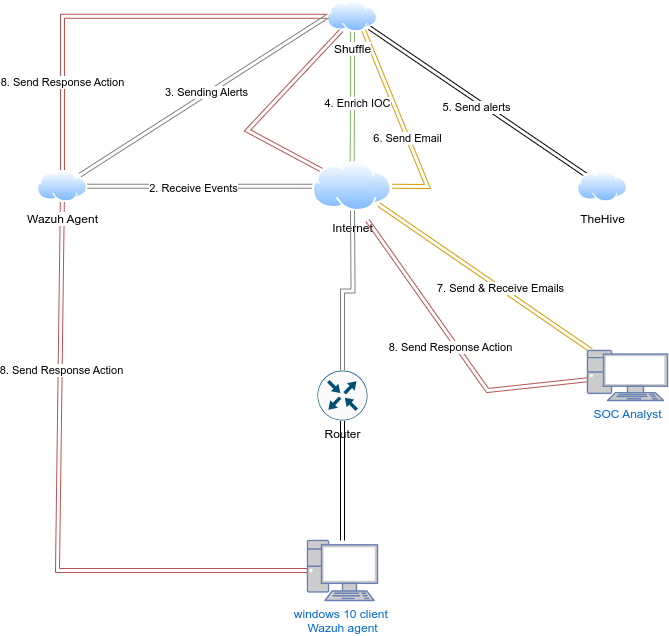 Shuffle
8. Send Response Action
3. Sending Alerts
4. Enrich IOC
5. Send alerts
6. Send Email
2. Receive Events
Wazuh Agent
Internet
TheHive
7. Send & Receive Emails
8. Send Response Action
8. Send Response Action
SOC Analyst
Router
windows 10 client
Wazuh agent